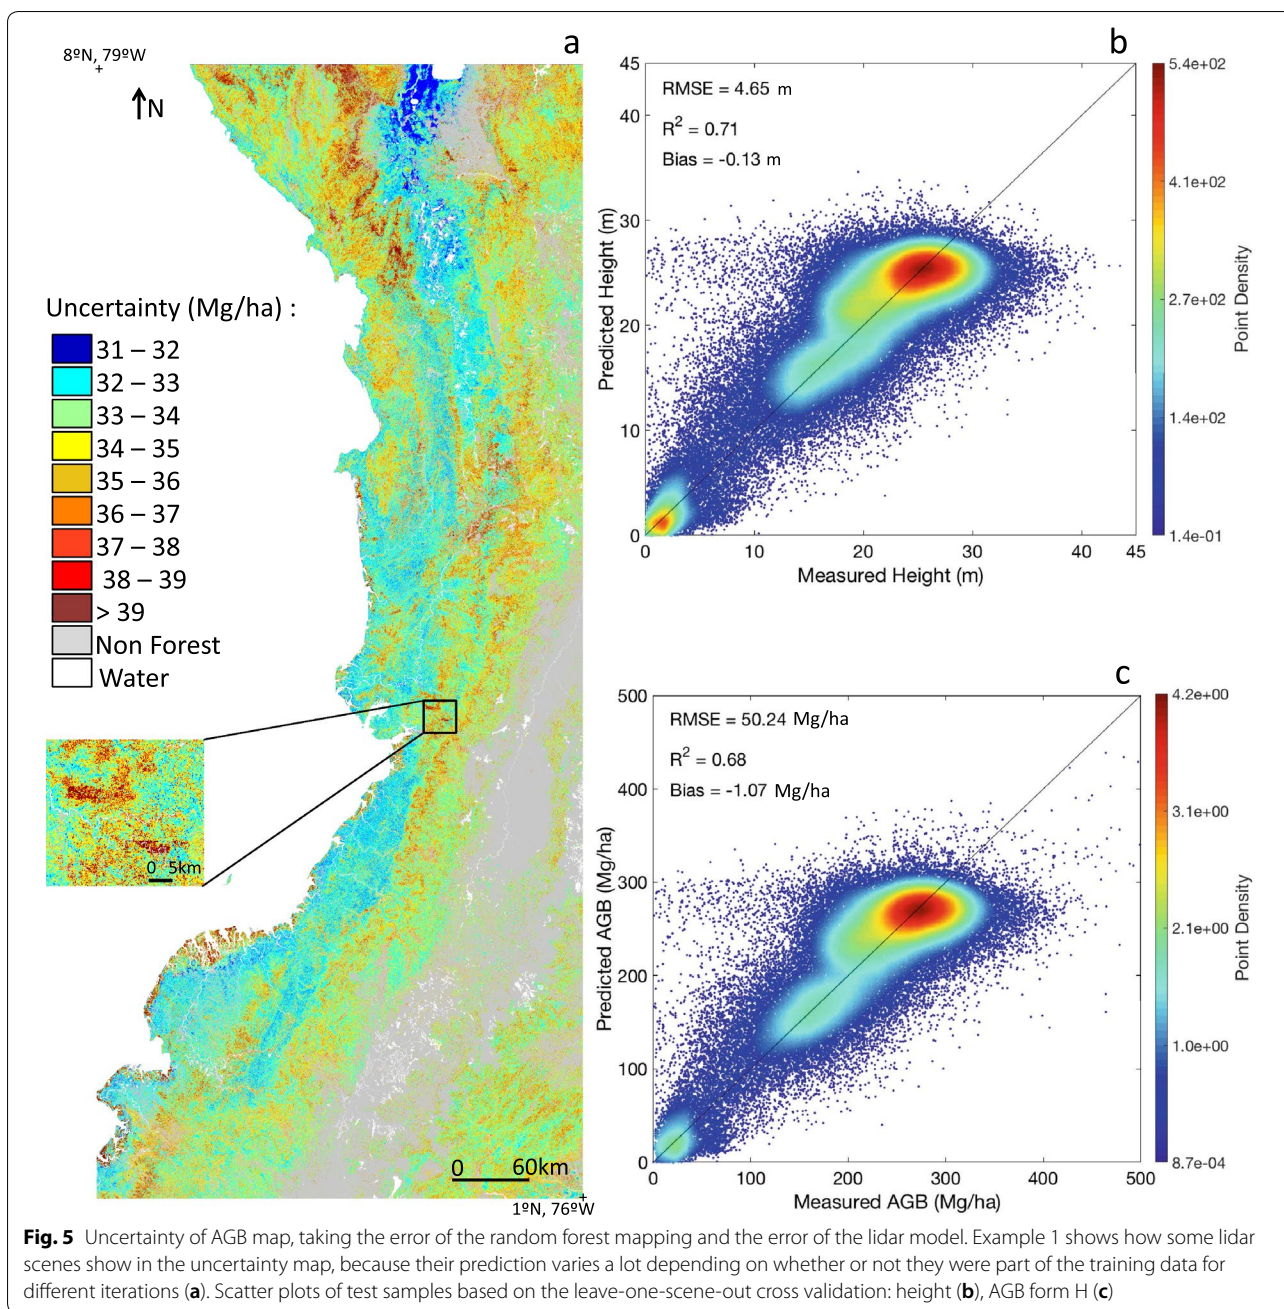 a
8ºN, 79ºW
+
N
Uncertainty (Mg/ha) :
31 – 32
32 – 33
33 – 34
34 – 35
35 – 36
36 – 37
37 – 38
38 – 39
> 39
Non Forest
Water
0 5km
0 60km
+
1ºN, 76ºW
b
RMSE = 4.65 m
R² = 0.71
Bias = -0.13 m
45
40
30
20
10
0
Predicted Height (m)
0 10 20 30 40 45
Measured Height (m)
5.4e+02
4.1e+02
2.7e+02
1.4e+02
1.4e-01
Point Density
c
RMSE = 50.24 Mg/ha
R² = 0.68
Bias = -1.07 Mg/ha
500
400
300
200
100
0
Predicted AGB (Mg/ha)
0 100 200 300 400 500
Measured AGB (Mg/ha)
4.2e+00
3.1e+00
2.1e+00
1.0e+00
8.7e-04
Point Density
Fig. 5 Uncertainty of AGB map, taking the error of the random forest mapping and the error of the lidar model. Example 1 shows how some lidar
scenes show in the uncertainty map, because their prediction varies a lot depending on whether or not they were part of the training data for
different iterations (a). Scatter plots of test samples based on the leave-one-scene-out cross validation: height (b), AGB form H (c)